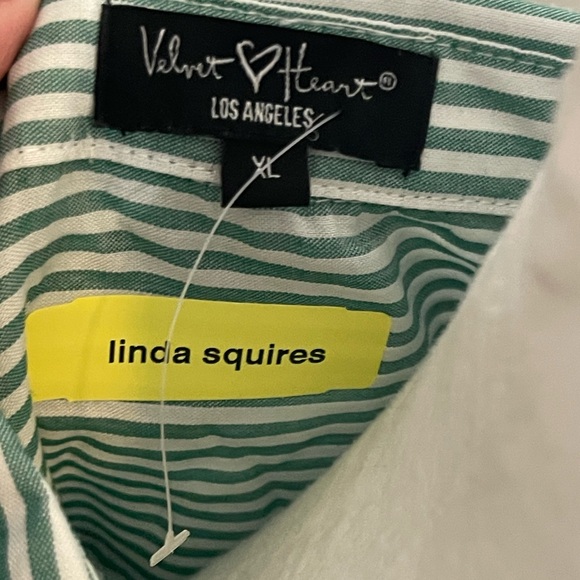 Velvet Heart®
LOS ANGELES
XL
linda squires